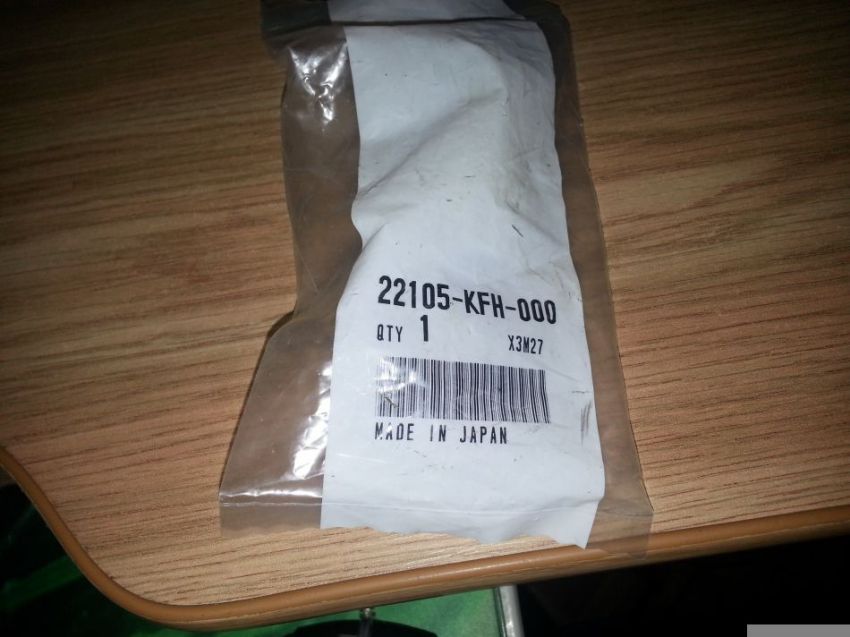 22105-KFH-000
QTY 1 X3M27
MADE IN JAPAN